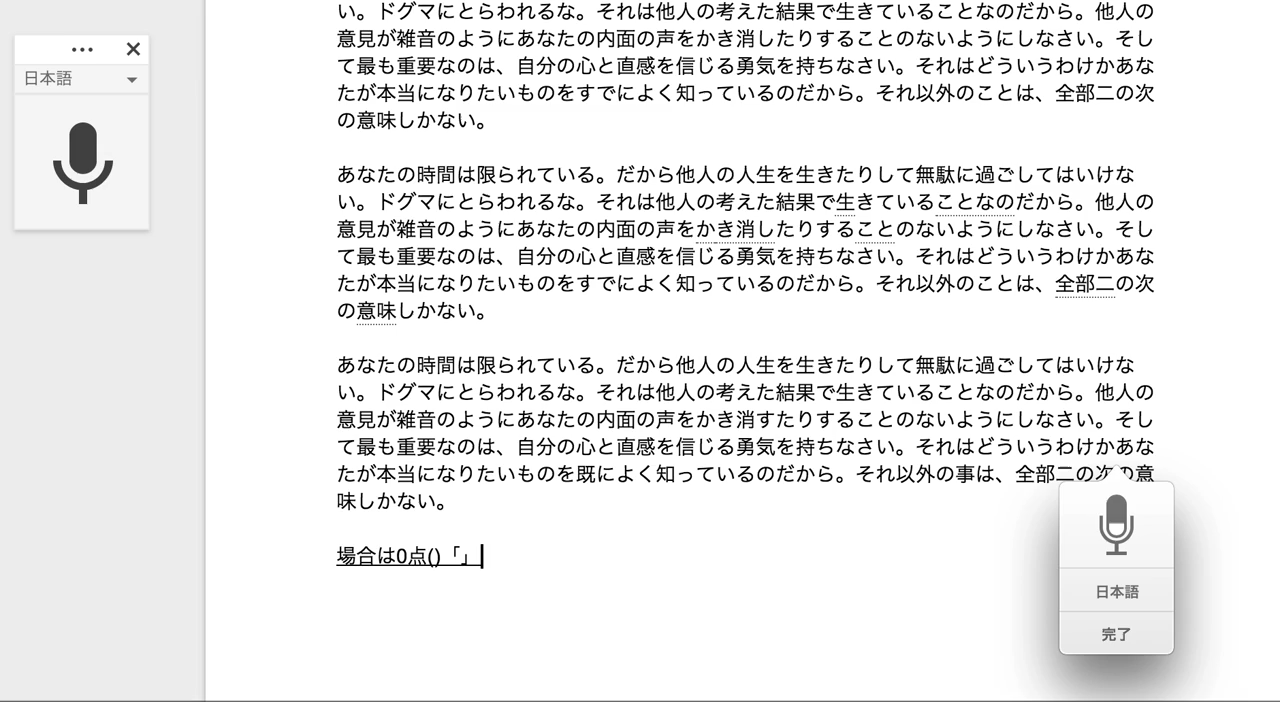 日本語
い。ドグマにとらわれるな。それは他人の考えた結果で生きていることなのだから。他人の
意見が雑音のようにあなたの内面の声をかき消したりすることのないようにしなさい。そし
て最も重要なのは、自分の心と直感を信じる勇気を持ちなさい。それはどういうわけかあな
たが本当になりたいものをすでによく知っているのだから。それ以外のことは、全部二の次
の意味しかない。
あなたの時間は限られている。だから他人の人生を生きたりして無駄に過ごしてはいけな
い。ドグマにとらわれるな。それは他人の考えた結果で生きていることなのだから。他人の
意見が雑音のようにあなたの内面の声をかき消したりすることのないようにしなさい。そし
て最も重要なのは、自分の心と直感を信じる勇気を持ちなさい。それはどういうわけかあな
たが本当になりたいものをすでによく知っているのだから。それ以外のことは、全部二の次
の意味しかない。
あなたの時間は限られている。だから他人の人生を生きたりして無駄に過ごしてはいけな
い。ドグマにとらわれるな。それは他人の考えた結果で生きていることなのだから。他人の
意見が雑音のようにあなたの内面の声をかき消すたりすることのないようにしなさい。そし
て最も重要なのは、自分の心と直感を信じる勇気を持ちなさい。それはどういうわけかあな
たが本当になりたいものを既によく知っているのだから。それ以外の事は、全部二の次の意
味しかない。
場合は0点()「」
日本語
完了